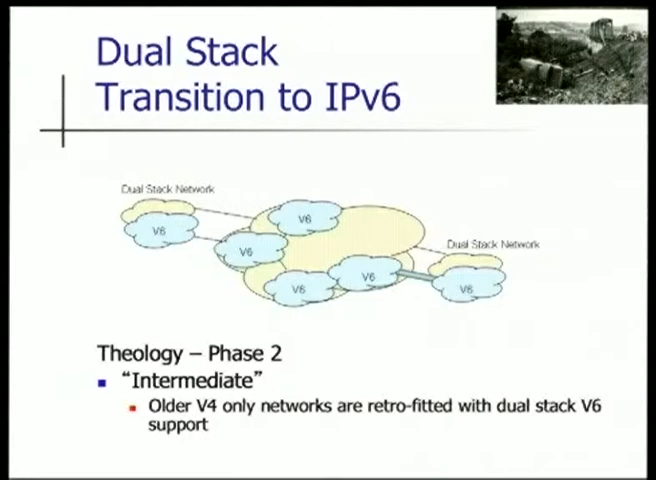 Dual Stack
Transition to IPv6
Dual Stack Network
V6
V6
V6
Dual Stack Network
V6
V6
V6
Theology – Phase 2
“Intermediate”
Older V4 only networks are retro-fitted with dual stack V6
support